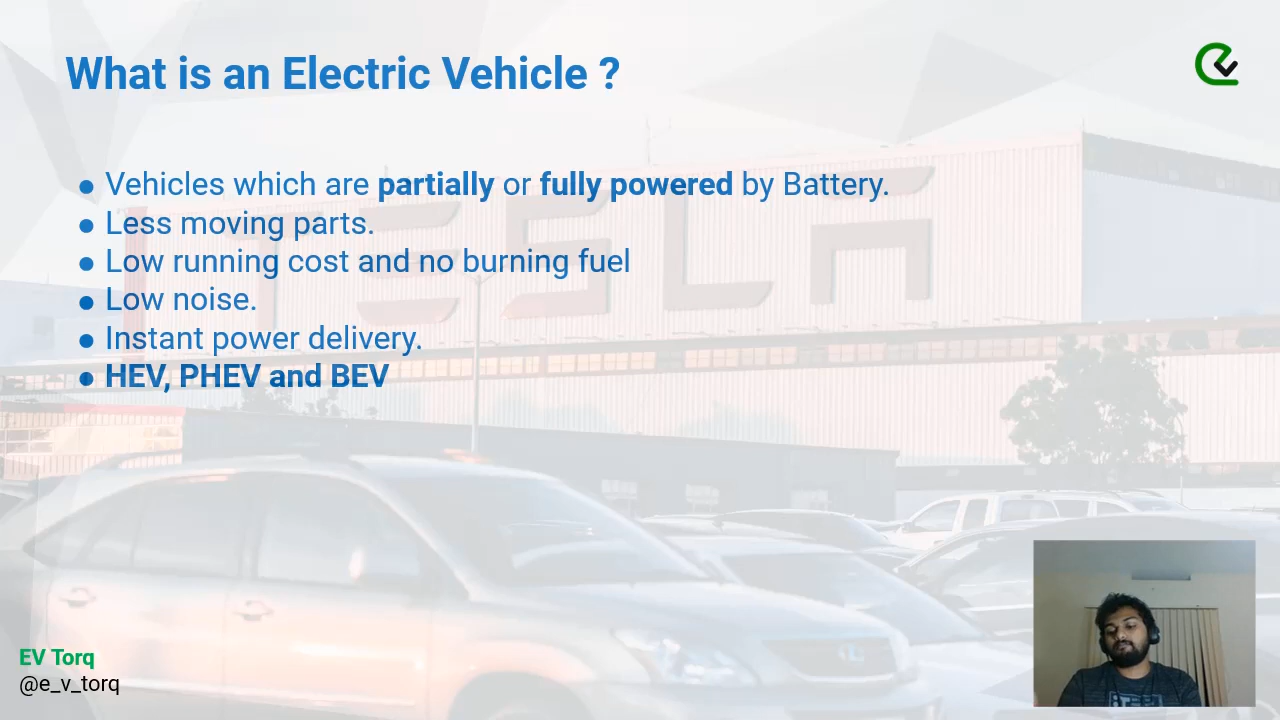 What is an Electric Vehicle ?
● Vehicles which are partially or fully powered by Battery.
● Less moving parts.
● Low running cost and no burning fuel
● Low noise.
● Instant power delivery.
● HEV, PHEV and BEV
TESLA
EV Torq
@e_v_torq